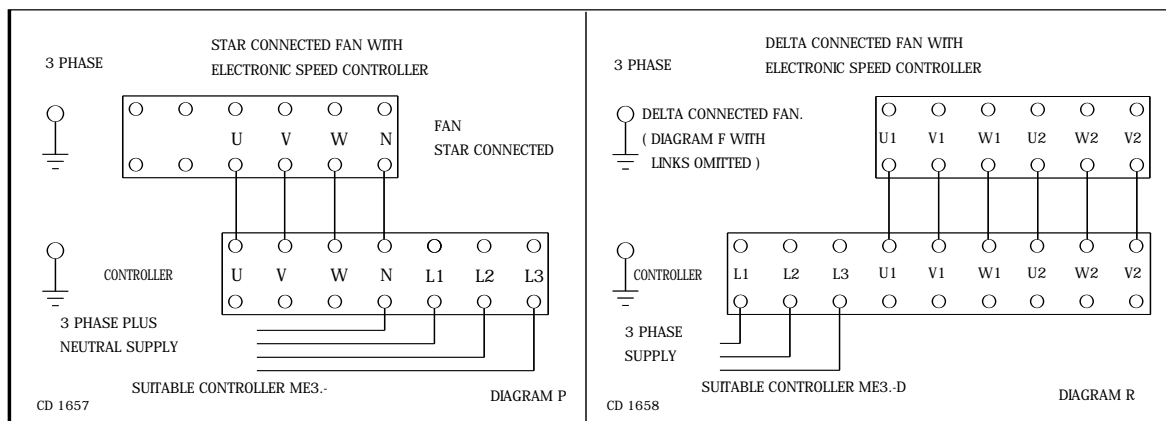 STAR CONNECTED FAN WITH
ELECTRONIC SPEED CONTROLLER
3 PHASE
U V W N
FAN
STAR CONNECTED
CONTROLLER
U V W N L1 L2 L3
3 PHASE PLUS
NEUTRAL SUPPLY
SUITABLE CONTROLLER ME3.-
DIAGRAM P
CD 1657
DELTA CONNECTED FAN WITH
ELECTRONIC SPEED CONTROLLER
3 PHASE
DELTA CONNECTED FAN.
( DIAGRAM F WITH
LINKS OMITTED )
U1 V1 W1 U2 W2 V2
CONTROLLER
L1 L2 L3 U1 V1 W1 U2 W2 V2
3 PHASE
SUPPLY
SUITABLE CONTROLLER ME3.-D
DIAGRAM R
CD 1658